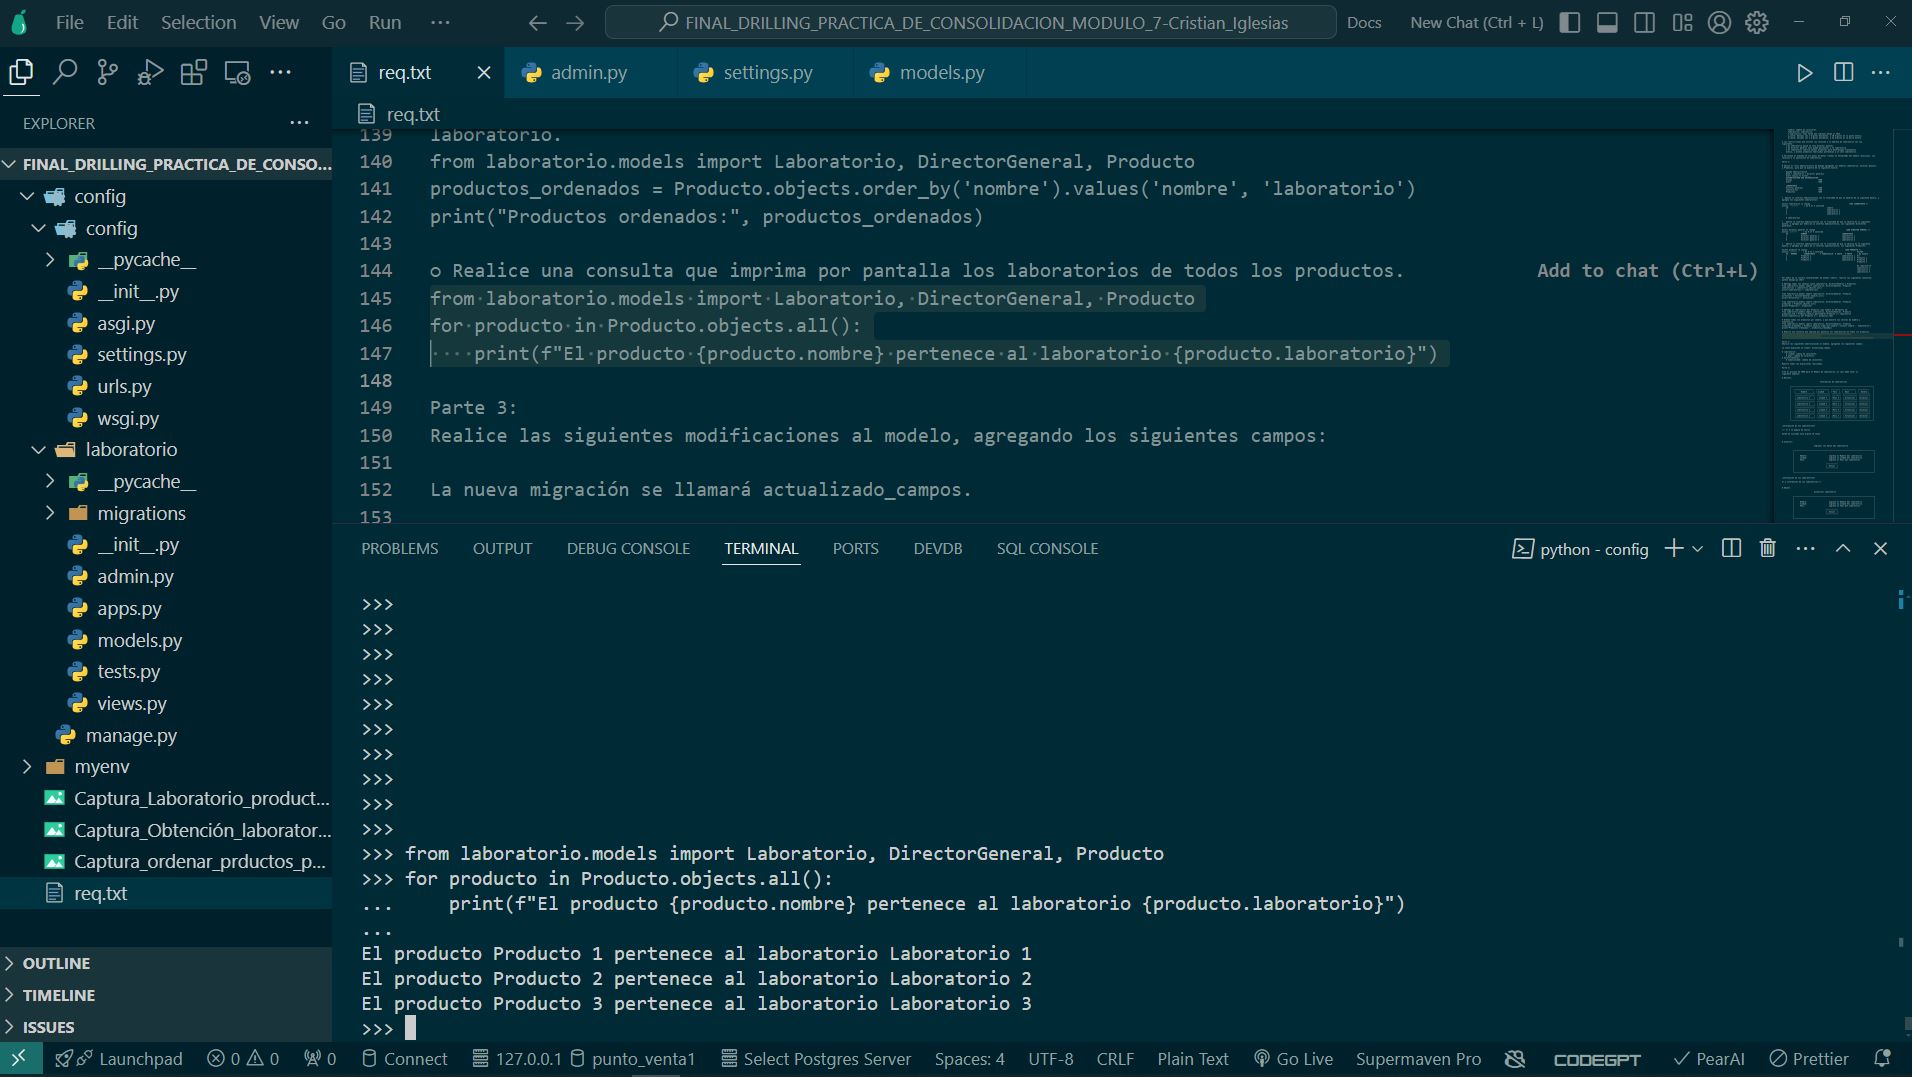 File Edit Selection View Go Run ··· FINAL_DRILLING_PRACTICA_DE_CONSOLIDACION_MODULO_7-Cristian_Iglesias Docs New Chat (Ctrl + L)
req.txt admin.py settings.py models.py
EXPLORER
req.txt
FINAL_DRILLING_PRACTICA_DE_CONSO...
config
config
__pycache__
__init__.py
asgi.py
settings.py
urls.py
wsgi.py
laboratorio
__pycache__
migrations
__init__.py
admin.py
apps.py
models.py
tests.py
views.py
manage.py
myenv
Captura_Laboratorio_product...
Captura_Obtención_laborator...
Captura_ordenar_prductos_p...
req.txt
OUTLINE
TIMELINE
ISSUES
139 laboratorio.
140 from laboratorio.models import Laboratorio, DirectorGeneral, Producto
141 productos_ordenados = Producto.objects.order_by('nombre').values('nombre', 'laboratorio')
142 print("Productos ordenados:", productos_ordenados)
143
144 o Realice una consulta que imprima por pantalla los laboratorios de todos los productos. Add to chat (Ctrl+L)
145 from·laboratorio.models·import·Laboratorio,·DirectorGeneral,·Producto
146 for·producto·in·Producto.objects.all():
147 ····print(f"El·producto·{producto.nombre}·pertenece·al·laboratorio·{producto.laboratorio}")
148
149 Parte 3:
150 Realice las siguientes modificaciones al modelo, agregando los siguientes campos:
151
152 La nueva migración se llamará actualizado_campos.
153
PROBLEMS OUTPUT DEBUG CONSOLE TERMINAL PORTS DEVDB SQL CONSOLE python - config
>>>
>>>
>>>
>>>
>>>
>>>
>>>
>>>
>>>
>>>
>>> from laboratorio.models import Laboratorio, DirectorGeneral, Producto
>>> for producto in Producto.objects.all():
...     print(f"El producto {producto.nombre} pertenece al laboratorio {producto.laboratorio}")
...
El producto Producto 1 pertenece al laboratorio Laboratorio 1
El producto Producto 2 pertenece al laboratorio Laboratorio 2
El producto Producto 3 pertenece al laboratorio Laboratorio 3
>>>
Launchpad 0 0 0 Connect 127.0.0.1 punto_venta1 Select Postgres Server Spaces: 4 UTF-8 CRLF Plain Text Go Live Supermaven Pro CODEGPT PearAI Prettier